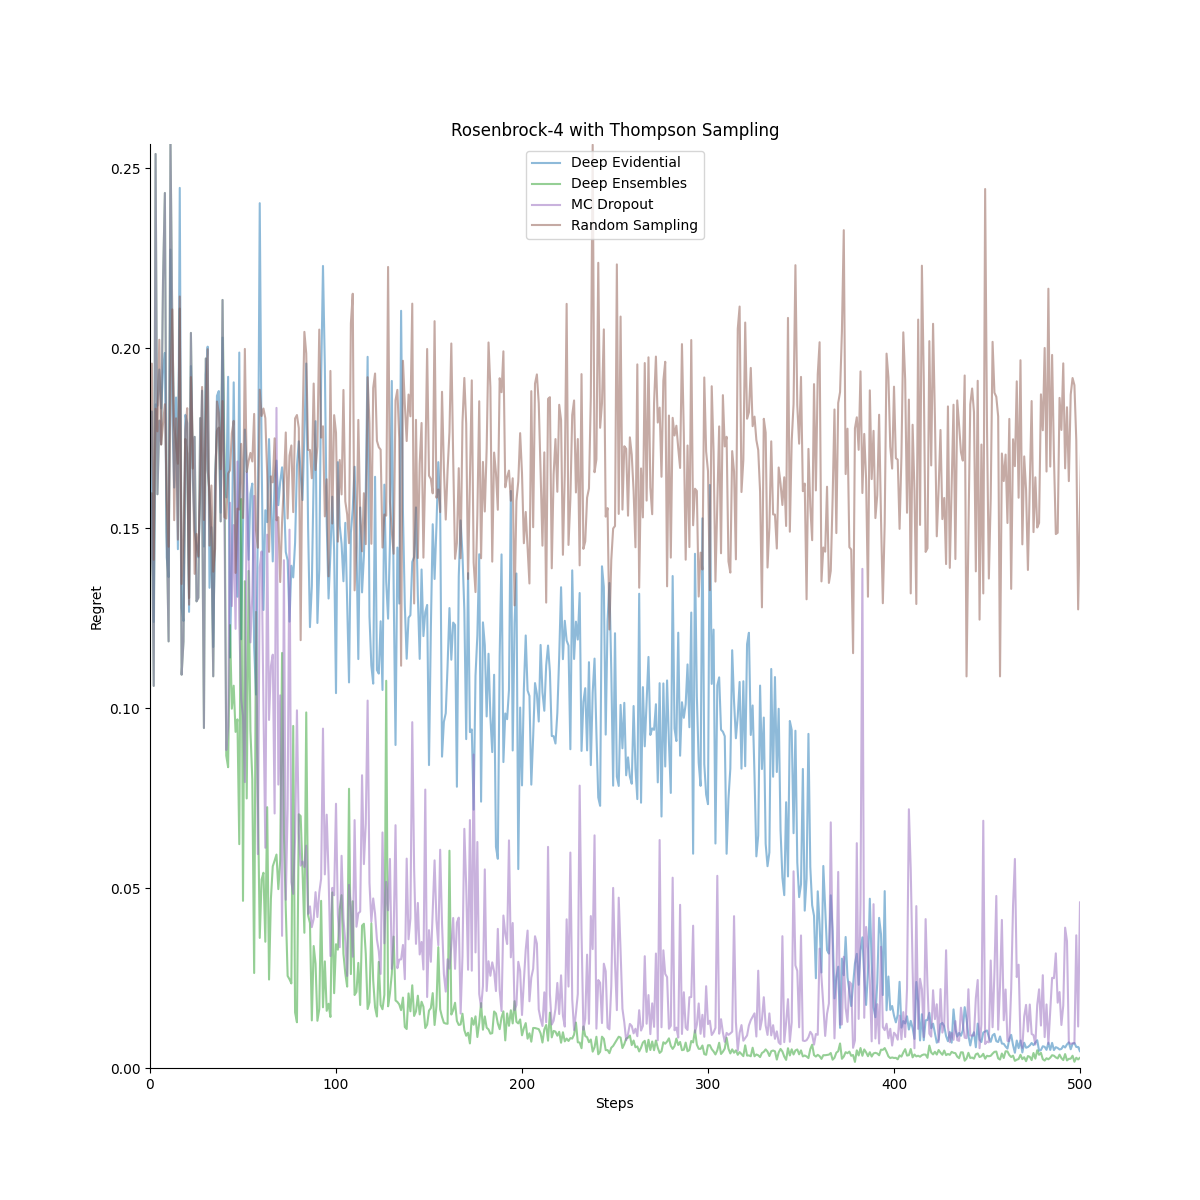 Rosenbrock-4 with Thompson Sampling
Deep Evidential
Deep Ensembles
MC Dropout
Random Sampling
Regret
0.25
0.20
0.15
0.10
0.05
0.00
0 100 200 300 400 500
Steps